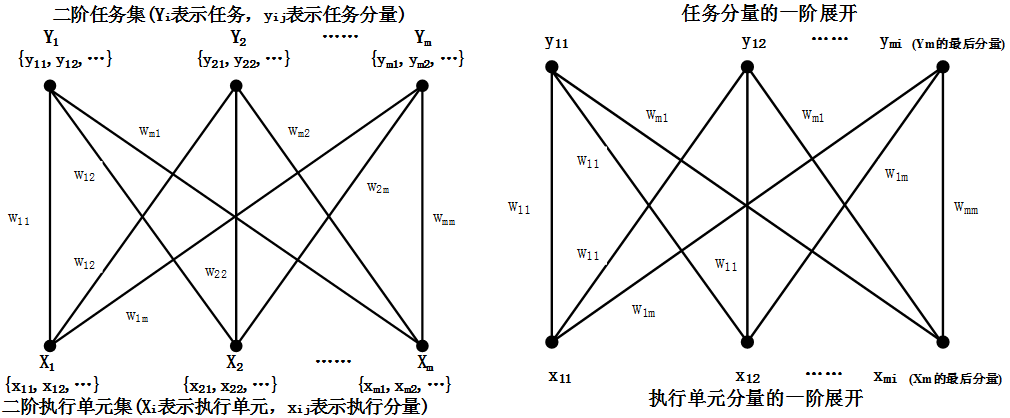 二阶任务集(Yi表示任务，yij表示任务分量)
Y1 Y2 …… Ym
{y11, y12, …} {y21, y22, …} {ym1, ym2, …}
wm1 wm2
w12 w2m
w11 wmm
w12 w22
w1m
X1 X2 …… Xm
{x11, x12, …} {x21, x22, …} {xm1, xm2, …}
二阶执行单元集(Xi表示执行单元，xij表示执行分量)
任务分量的一阶展开
y11 y12 …… ymi (Ym的最后分量)
wm1 wm1
w11 w1m
w11 wmm
w11 w11
w1m
x11 x12 …… xmi (Xm的最后分量)
执行单元分量的一阶展开